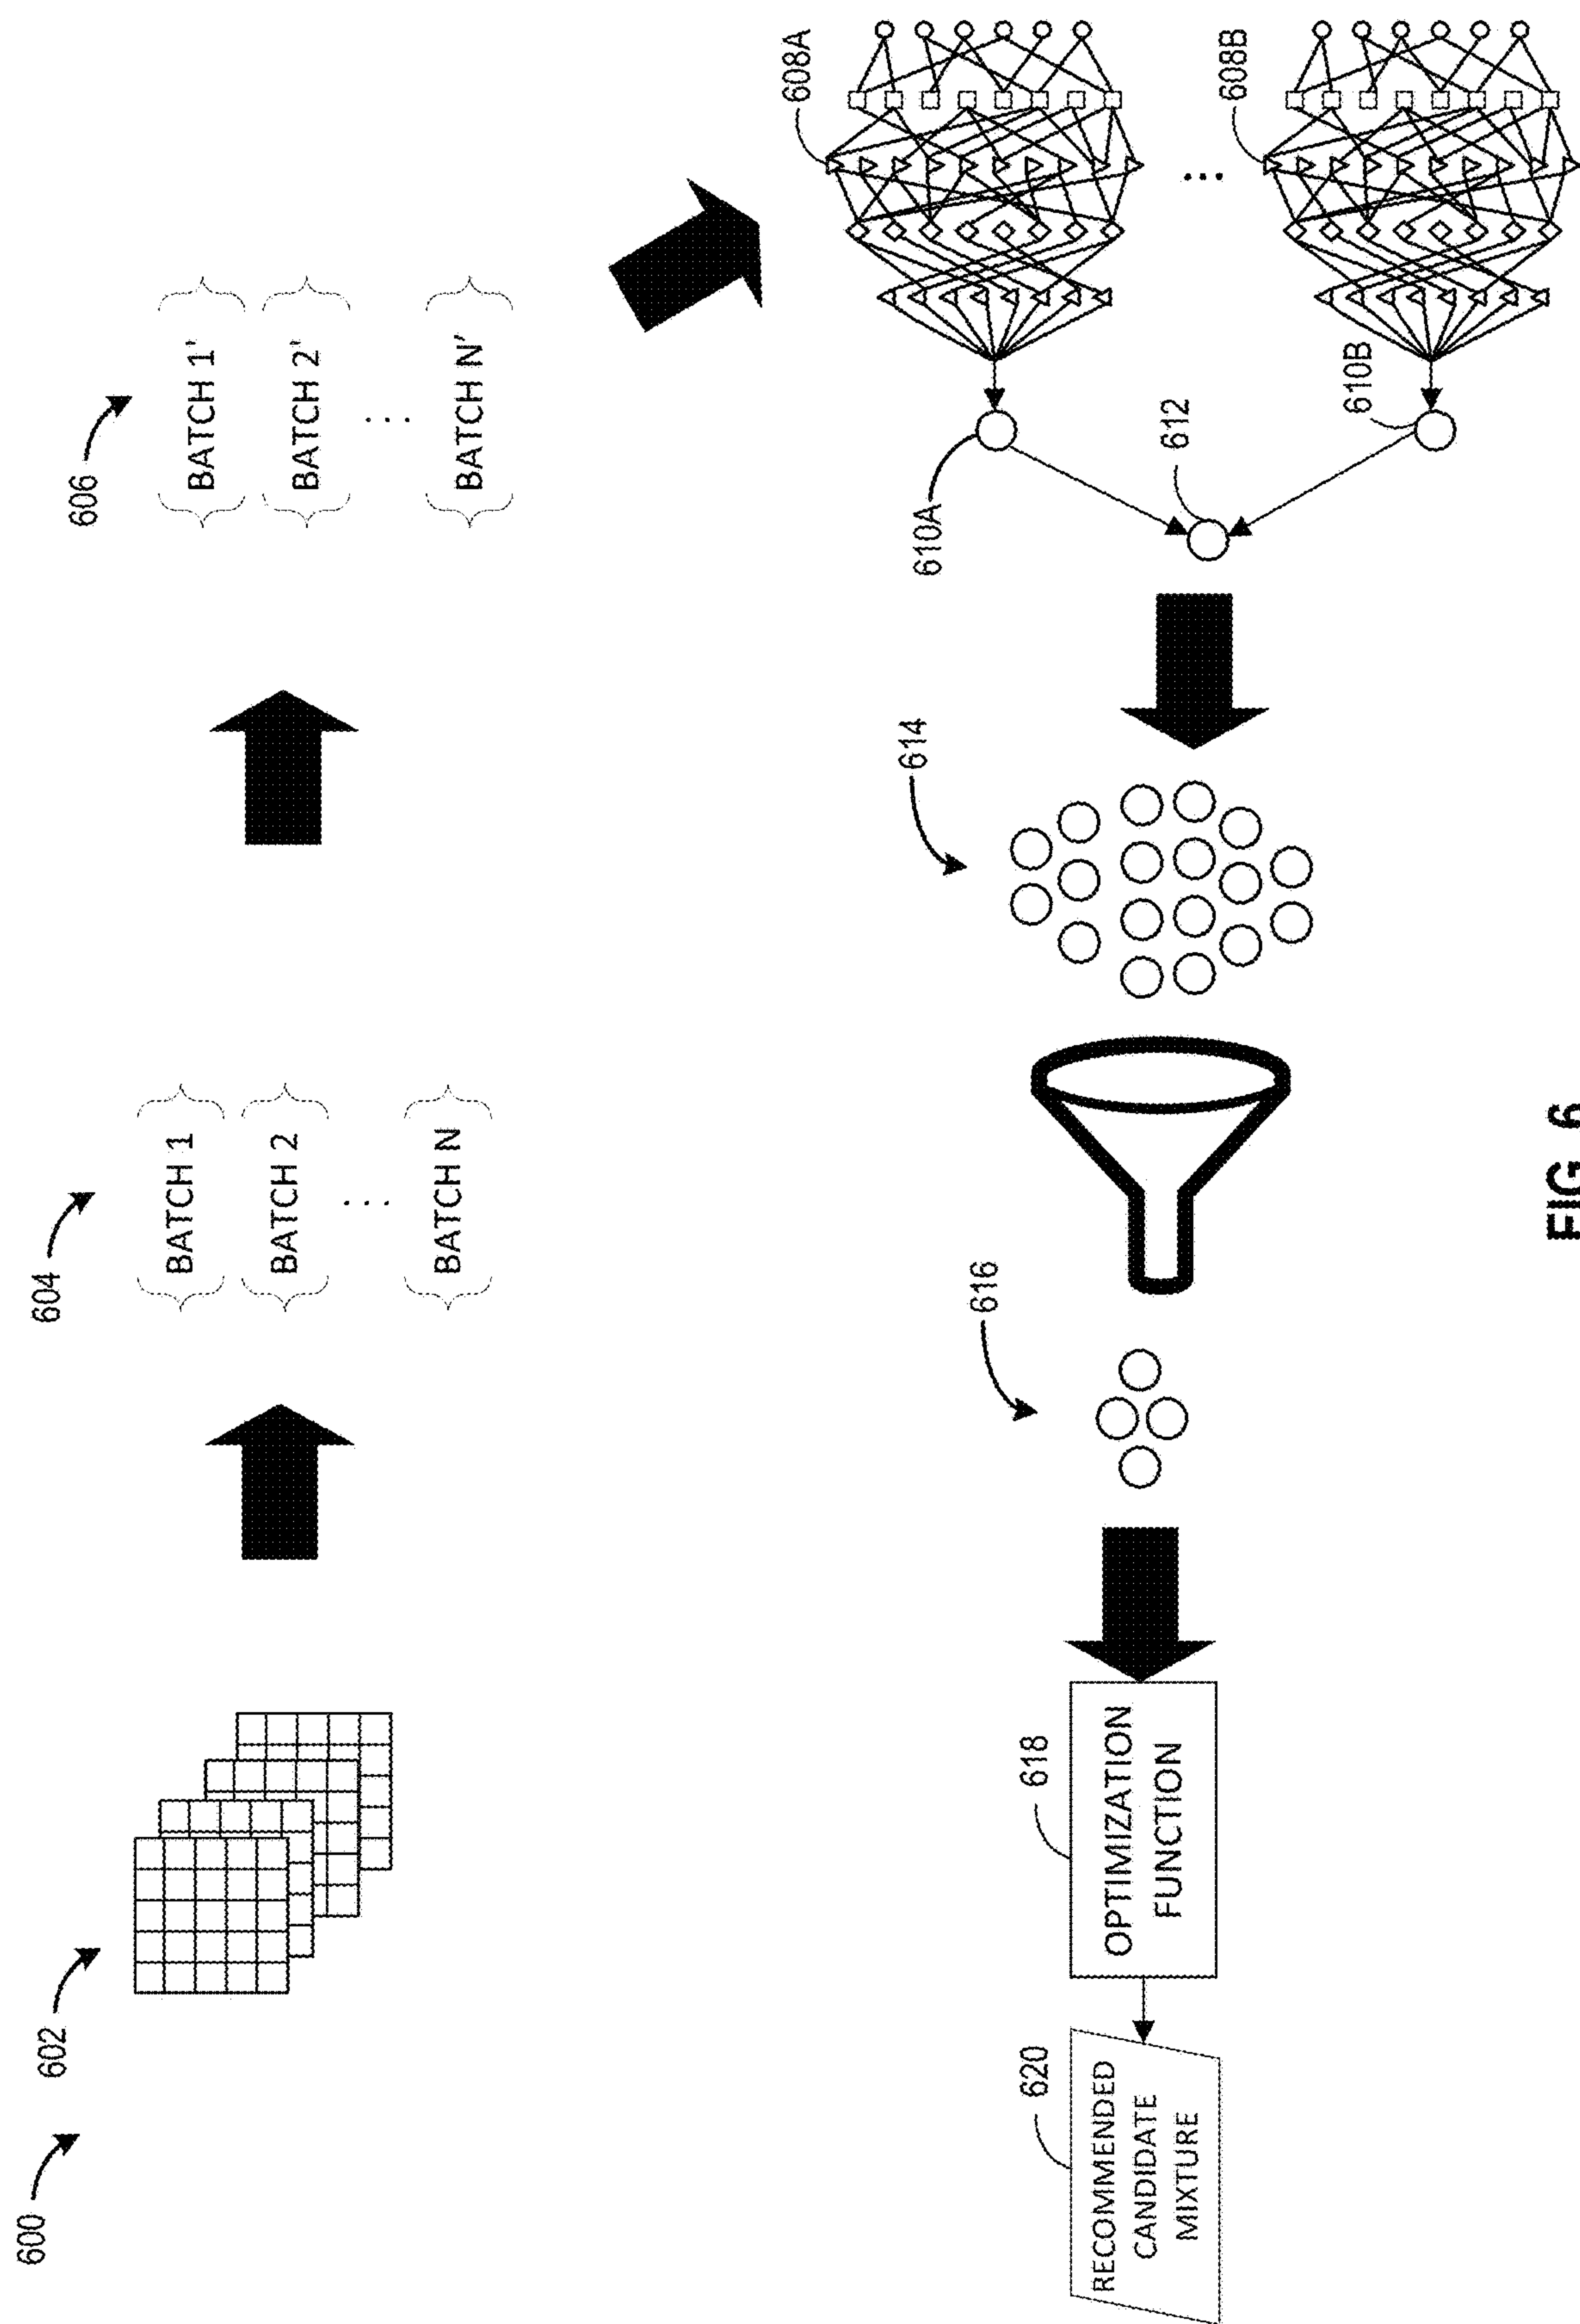 600
602
604
BATCH 1
BATCH 2
. . .
BATCH N
606
BATCH 1'
BATCH 2'
. . .
BATCH N'
620
RECOMMENDED
CANDIDATE
MIXTURE
618
OPTIMIZATION
FUNCTION
616
614
610A
612
610B
608A
...
608B
FIG. 6